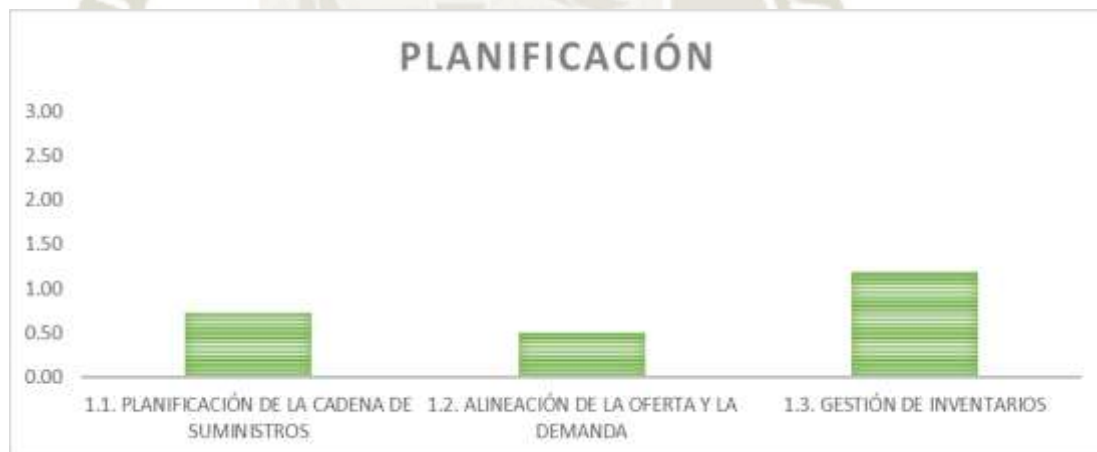 PLANIFICACIÓN
3.00
2.50
2.00
1.50
1.00
0.50
0.00
1.1. PLANIFICACIÓN DE LA CADENA DE
SUMINISTROS
1.2. ALINEACIÓN DE LA OFERTA Y LA
DEMANDA
1.3. GESTIÓN DE INVENTARIOS